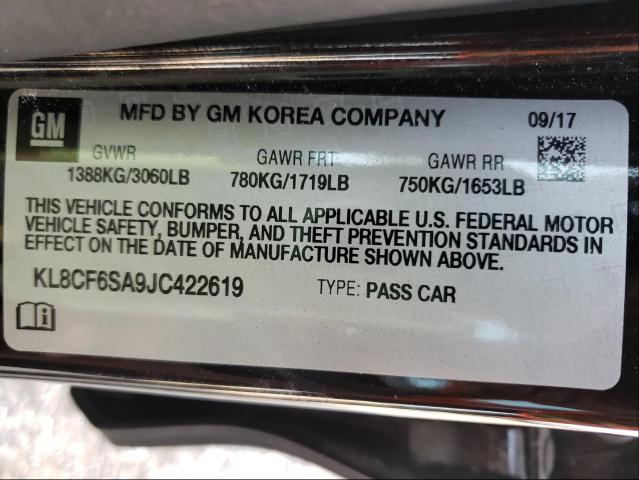 GM
MFD BY GM KOREA COMPANY 09/17
GVWR GAWR FRT GAWR RR
1388KG/3060LB 780KG/1719LB 750KG/1653LB
THIS VEHICLE CONFORMS TO ALL APPLICABLE U.S. FEDERAL MOTOR
VEHICLE SAFETY, BUMPER, AND THEFT PREVENTION STANDARDS IN
EFFECT ON THE DATE OF MANUFACTURE SHOWN ABOVE.
KL8CF6SA9JC422619 TYPE: PASS CAR